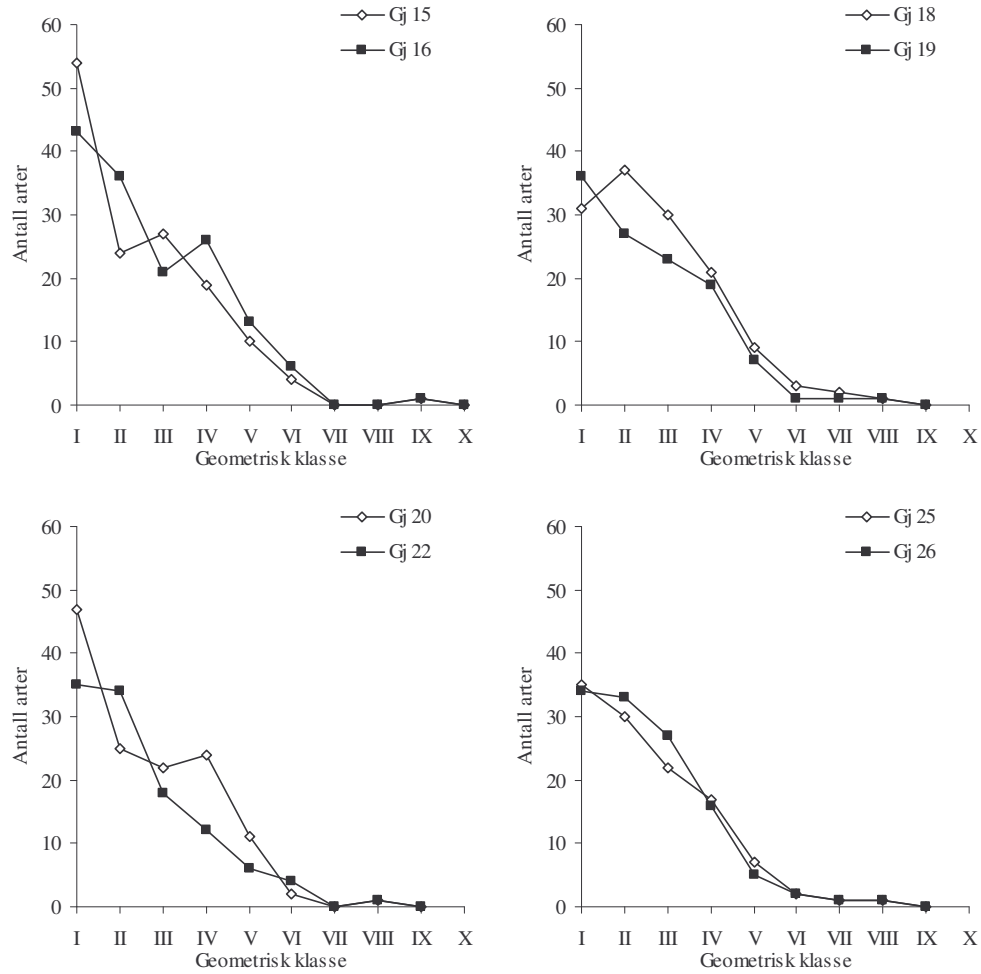 Gj 15
Gj 16
60
50
40
30
20
10
0
Antall arter
I II III IV V VI VII VIII IX X
Geometrisk klasse
Gj 18
Gj 19
60
50
40
30
20
10
0
Antall arter
I II III IV V VI VII VIII IX X
Geometrisk klasse
Gj 20
Gj 22
60
50
40
30
20
10
0
Antall arter
I II III IV V VI VII VIII IX X
Geometrisk klasse
Gj 25
Gj 26
60
50
40
30
20
10
0
Antall arter
I II III IV V VI VII VIII IX X
Geometrisk klasse